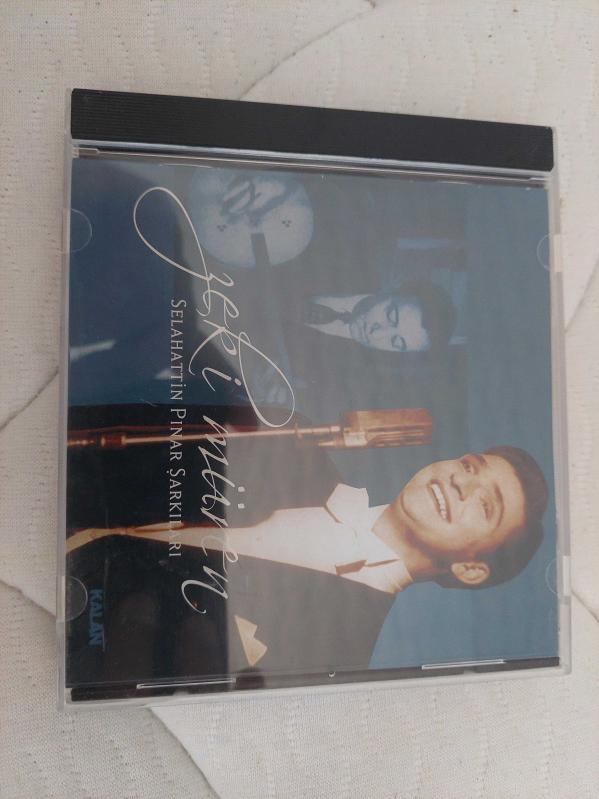 Zeki Müren
SELAHATTİN PINAR ŞARKILARI
KALAN